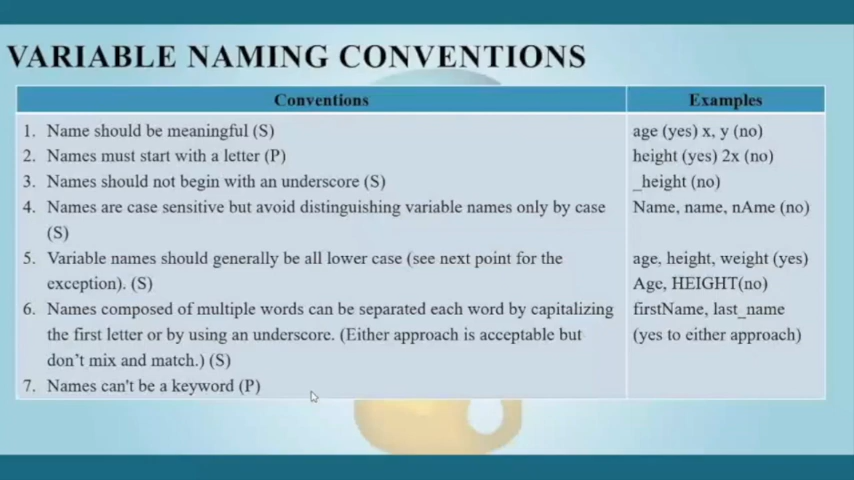 VARIABLE NAMING CONVENTIONS
Conventions
Examples
1. Name should be meaningful (S)
age (yes) x, y (no)
2. Names must start with a letter (P)
height (yes) 2x (no)
3. Names should not begin with an underscore (S)
_height (no)
4. Names are case sensitive but avoid distinguishing variable names only by case
(S)
Name, name, nAme (no)
5. Variable names should generally be all lower case (see next point for the
exception). (S)
age, height, weight (yes)
Age, HEIGHT(no)
6. Names composed of multiple words can be separated each word by capitalizing
the first letter or by using an underscore. (Either approach is acceptable but
don't mix and match.) (S)
firstName, last_name
(yes to either approach)
7. Names can't be a keyword (P)